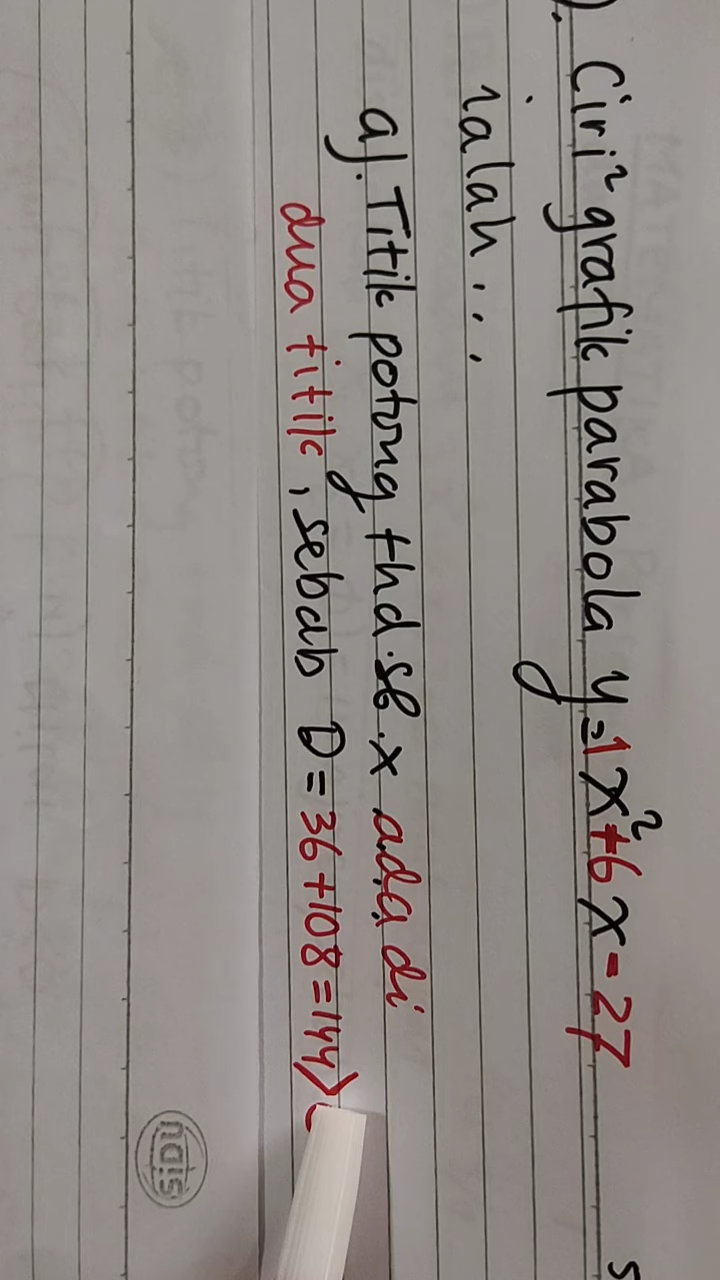 ). Ciri² grafik parabola y=1x²+6x-27
ialah...
a). Titik potong thd.sb.x ada di
dua titik, sebab D=36+108=144>
SiDU